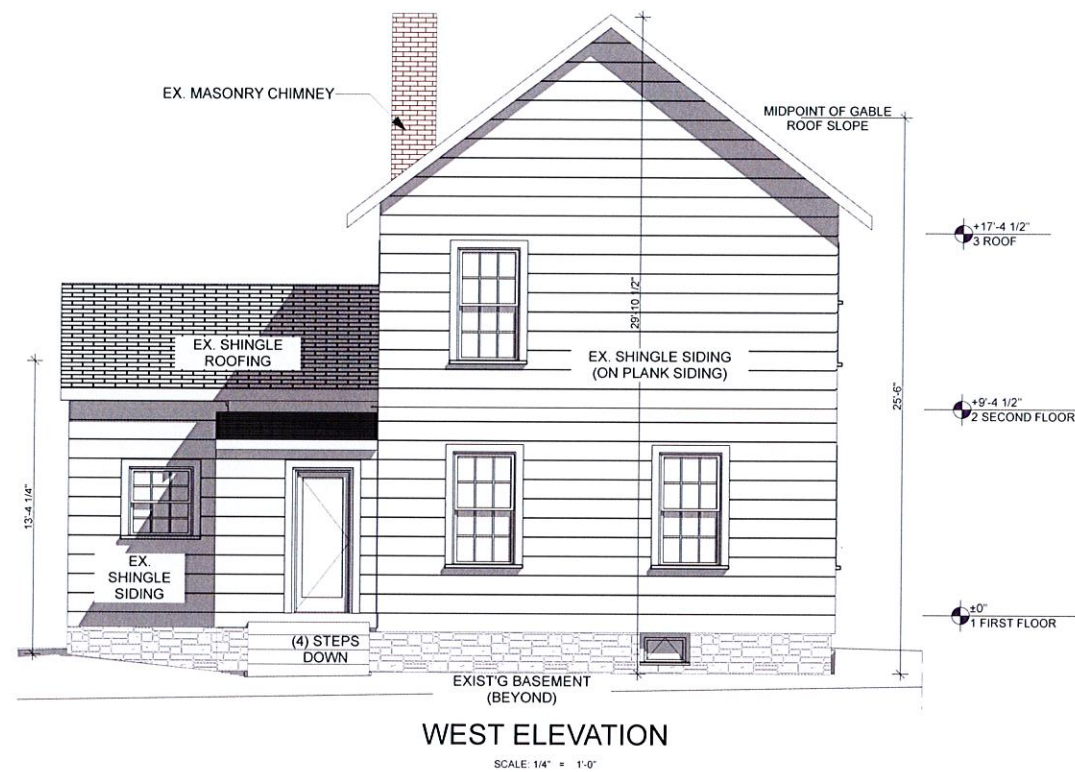 EX. MASONRY CHIMNEY
MIDPOINT OF GABLE
ROOF SLOPE
+17'-4 1/2"
3 ROOF
29'-10 1/2"
EX. SHINGLE
ROOFING
EX. SHINGLE SIDING
(ON PLANK SIDING)
25'-6"
+9'-4 1/2"
2 SECOND FLOOR
13'-4 1/4"
EX.
SHINGLE
SIDING
±0"
1 FIRST FLOOR
(4) STEPS
DOWN
EXIST'G BASEMENT
(BEYOND)
WEST ELEVATION
SCALE: 1/4" = 1'-0"